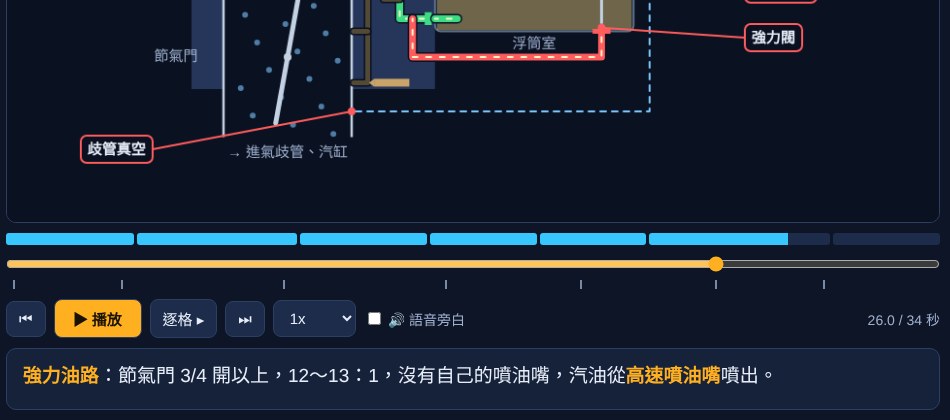 浮筒室
強力閥
節氣門
歧管真空
→ 進氣歧管、汽缸
⏮ ▶ 播放 逐格 ▸ ⏭ 1x 🔊 語音旁白 26.0 / 34 秒
強力油路：節氣門 3/4 開以上，12～13：1，沒有自己的噴油嘴，汽油從高速噴油嘴噴出。